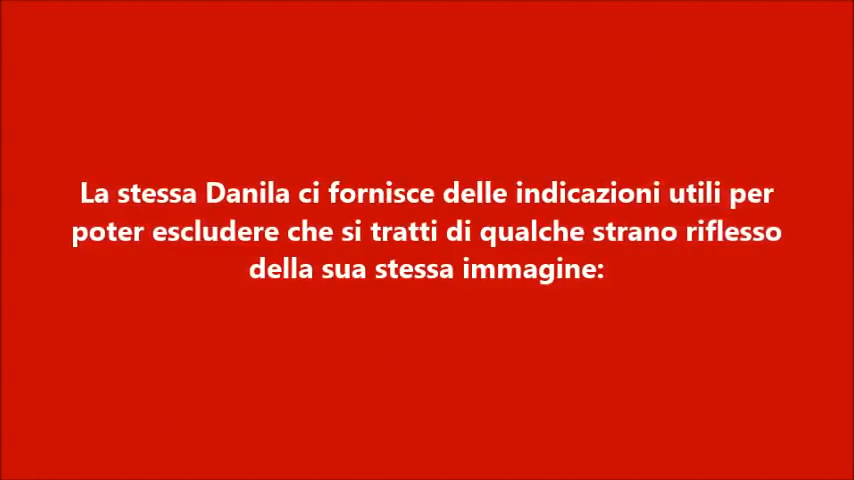 La stessa Danila ci fornisce delle indicazioni utili per
poter escludere che si tratti di qualche strano riflesso
della sua stessa immagine: